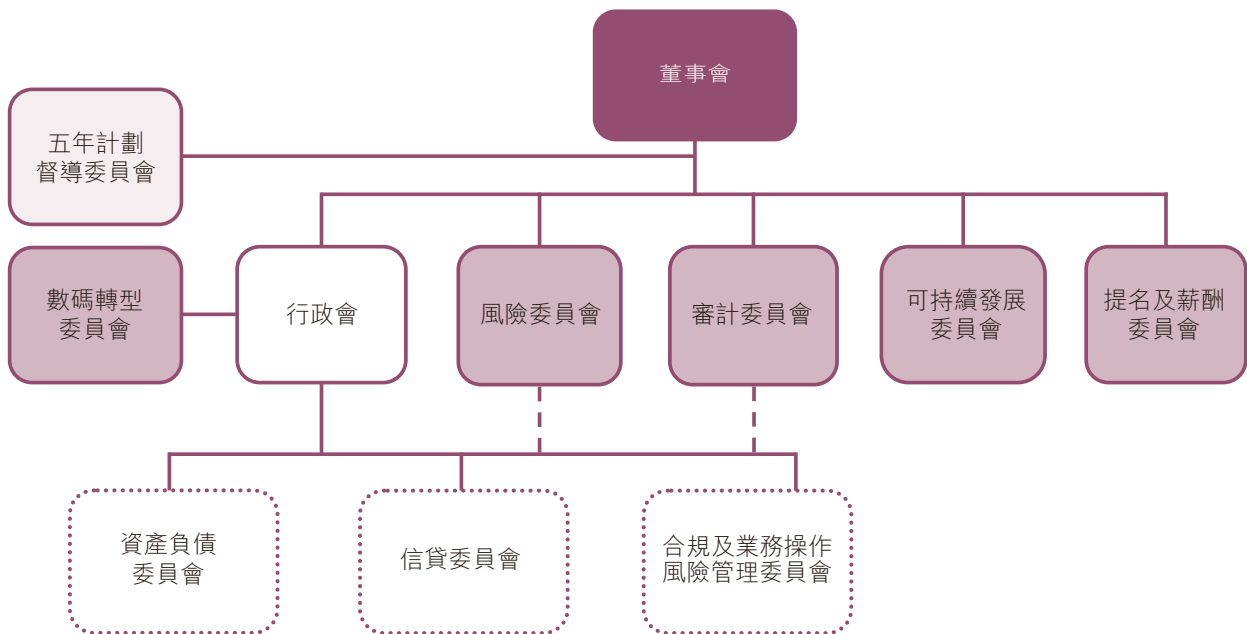 董事會
五年計劃
督導委員會
數碼轉型
委員會
行政會
風險委員會
審計委員會
可持續發展
委員會
提名及薪酬
委員會
資產負債
委員會
信貸委員會
合規及業務操作
風險管理委員會